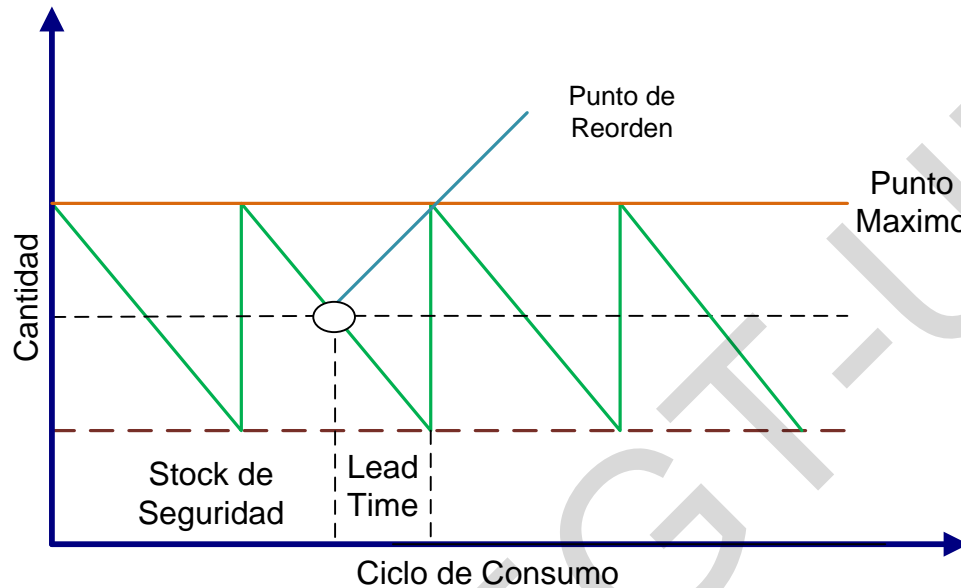 Punto de
Reorden
Punto
Maximo
Cantidad
Stock de
Seguridad
Lead
Time
Ciclo de Consumo